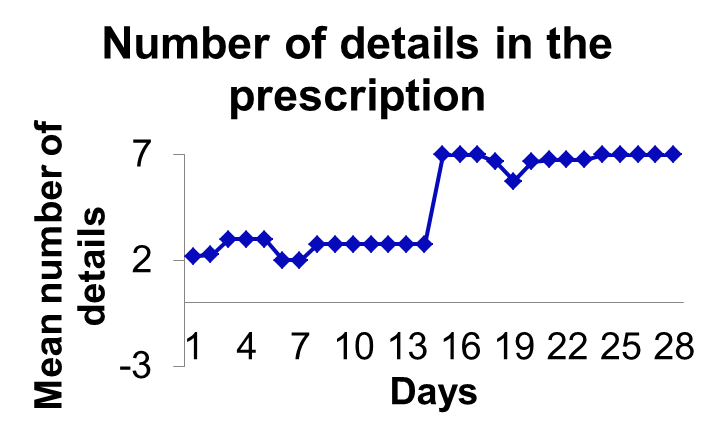 Number of details in the
prescription
Mean number of
details
7
2
-3
1 4 7 10 13 16 19 22 25 28
Days